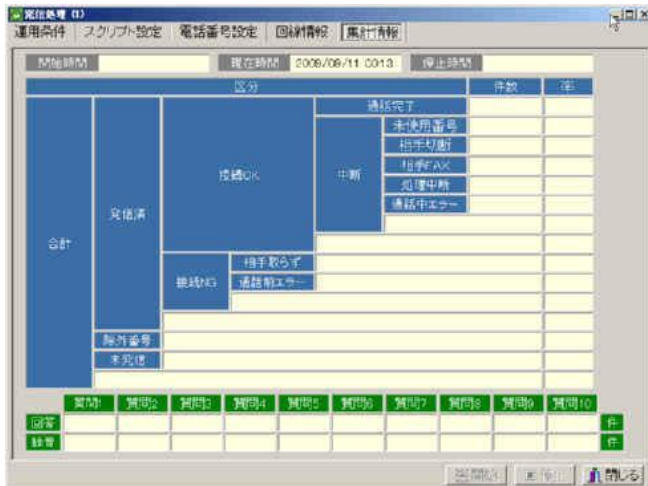 発信処理 (1)
運用条件 スクリプト設定 電話番号設定 回線情報 集計情報
開始時間 現在時間 2009/09/11 0013 停止時間
区分 件数 率
通話完了
未使用番号
相手切断
接続OK 中断 相手FAX
処理中断
発信済 通話中エラー
合計
相手取らず
接続NG 通話前エラー
除外番号
未発信
質問1 質問2 質問3 質問4 質問5 質問6 質問7 質問8 質問9 質問10
回答 件
録音 件
閉じる